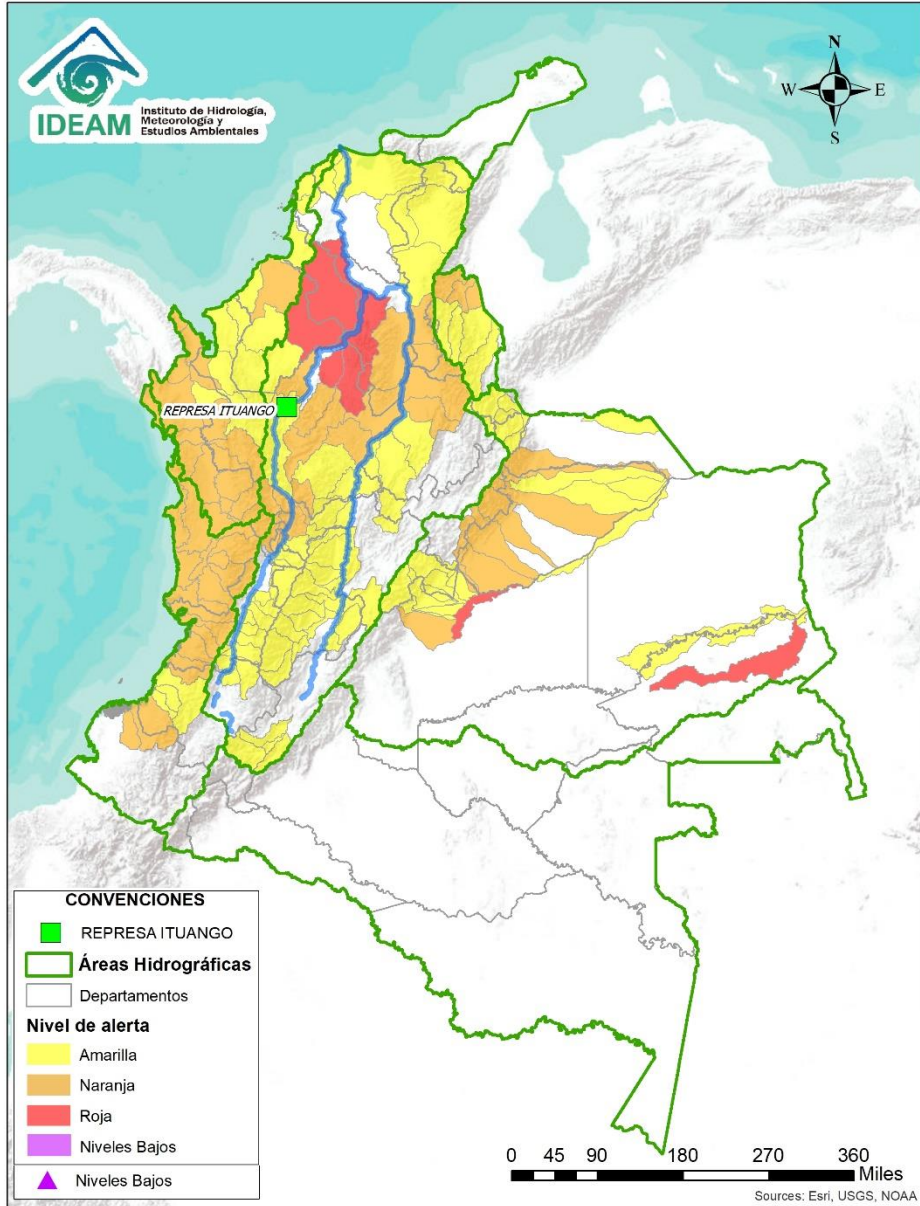 IDEAM
Instituto de Hidrología,
Meteorología y
Estudios Ambientales
N
W
E
S
REPRESA ITUANGO
CONVENCIONES
REPRESA ITUANGO
Áreas Hidrográficas
Departamentos
Nivel de alerta
Amarilla
Naranja
Roja
Niveles Bajos
Niveles Bajos
0 45 90 180 270 360
Miles
Sources: Esri, USGS, NOAA